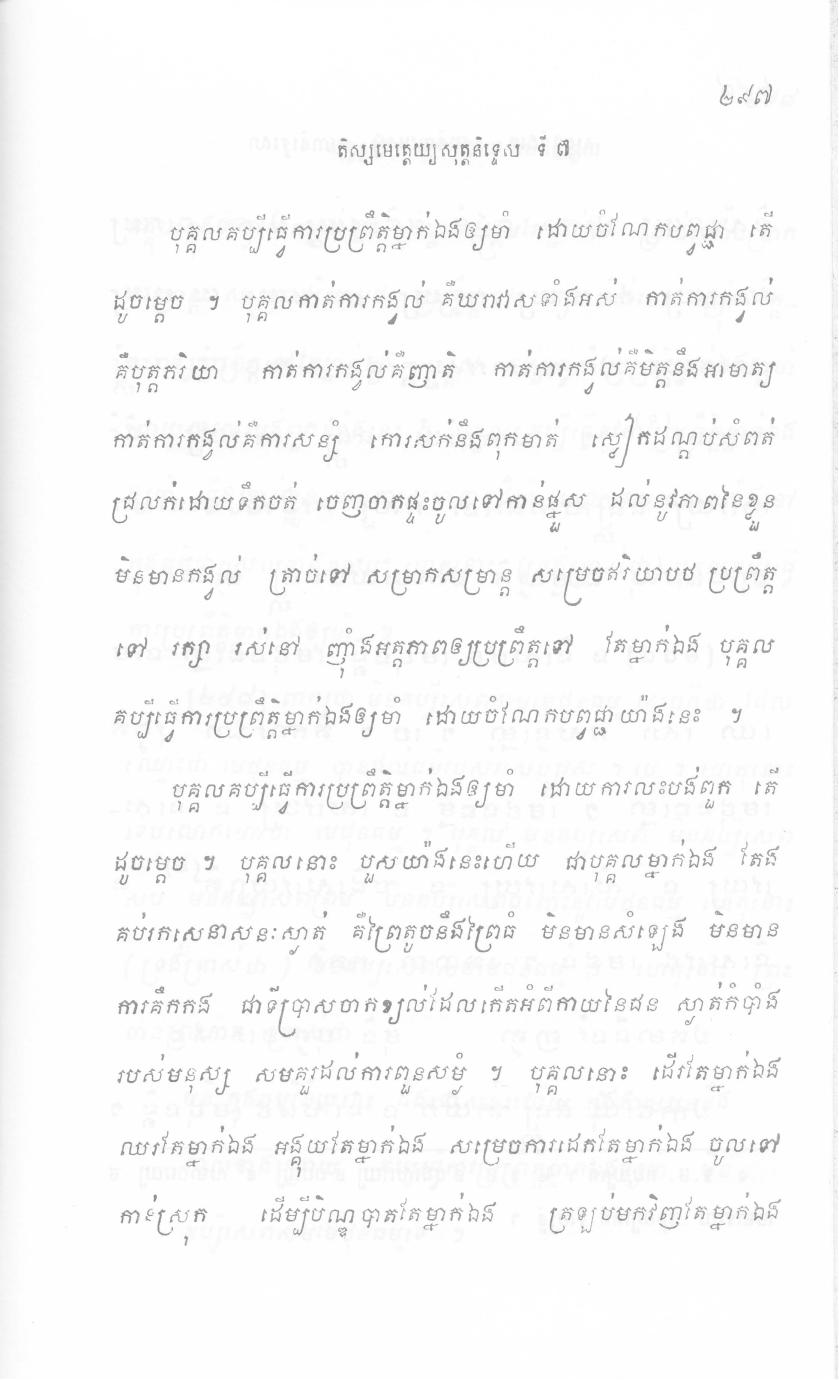 ២៩៧
តិស្សមេត្តេយ្យសុត្តនិទ្ទេស ទី ៧
បុគ្គលគប្បីធ្វើការប្រព្រឹត្តិម្នាក់ឯងឲ្យមាំ ដោយចំណែកបព្វជ្ជា តើ
ដូចម្តេច ។ បុគ្គលកាត់ការកង្វល់ គឺឃរាវាសទាំងអស់ កាត់ការកង្វល់
គឺបុត្តភរិយា កាត់ការកង្វល់គឺញាតិ កាត់ការកង្វល់គឺមិត្តនឹងអាមាត្យ
កាត់ការកង្វល់គឺការសន្សំ កោរសក់នឹងពុកមាត់ ស្លៀកដណ្តប់សំពត់
ជ្រលក់ដោយទឹកចត់ ចេញចាកផ្ទះចូលទៅកាន់ផ្នួស ដល់នូវភាពនៃខ្លួន
មិនមានកង្វល់ ត្រាច់ទៅ សម្រាកសម្រាន្ត សម្រេចឥរិយាបថ ប្រព្រឹត្ត
ទៅ រក្សា រស់នៅ ញ៉ាំងអត្តភាពឲ្យប្រព្រឹត្តទៅ តែម្នាក់ឯង បុគ្គល
គប្បីធ្វើការប្រព្រឹត្តិម្នាក់ឯងឲ្យមាំ ដោយចំណែកបព្វជ្ជាយ៉ាងនេះ ។
បុគ្គលគប្បីធ្វើការប្រព្រឹត្តិម្នាក់ឯងឲ្យមាំ ដោយការលះបង់ពួក តើ
ដូចម្តេច ។ បុគ្គលនោះ បួសយ៉ាងនេះហើយ ជាបុគ្គលម្នាក់ឯង តែង
គប់រកសេនាសនៈស្ងាត់ គឺព្រៃតូចនឹងព្រៃធំ មិនមានសំឡេង មិនមាន
ការគឹកកង ជាទីប្រាសចាកខ្យល់ដែលកើតអំពីកាយនៃជន ស្ងាត់កំបាំង
របស់មនុស្ស សមគួរដល់ការពួនសម្ងំ ។ បុគ្គលនោះ ដើរតែម្នាក់ឯង
ឈរតែម្នាក់ឯង អង្គុយតែម្នាក់ឯង សម្រេចការដេកតែម្នាក់ឯង ចូលទៅ
កាន់ស្រុក ដើម្បីបិណ្ឌបាតតែម្នាក់ឯង ត្រឡប់មកវិញតែម្នាក់ឯង